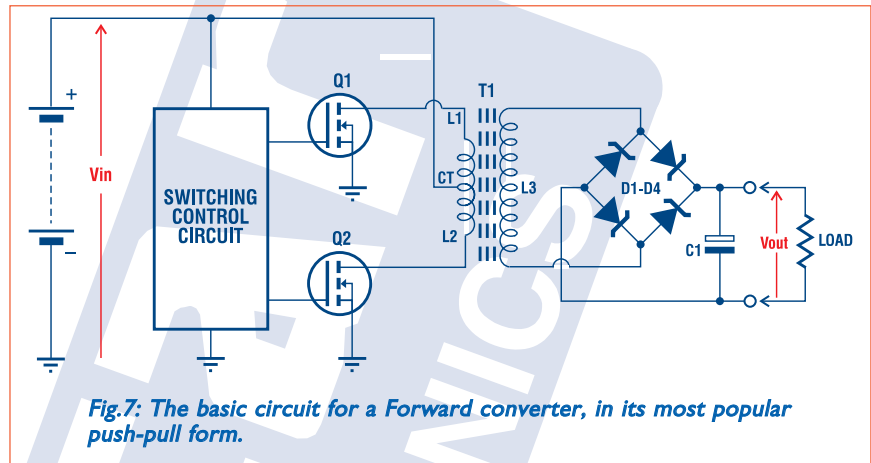 Q1
T1
+
L1
Vin
CT
SWITCHING
CONTROL
CIRCUIT
L3
D1-D4
L2
Q2
–
C1
Vout
LOAD
NICS
Fig.7: The basic circuit for a Forward converter, in its most popular
push-pull form.